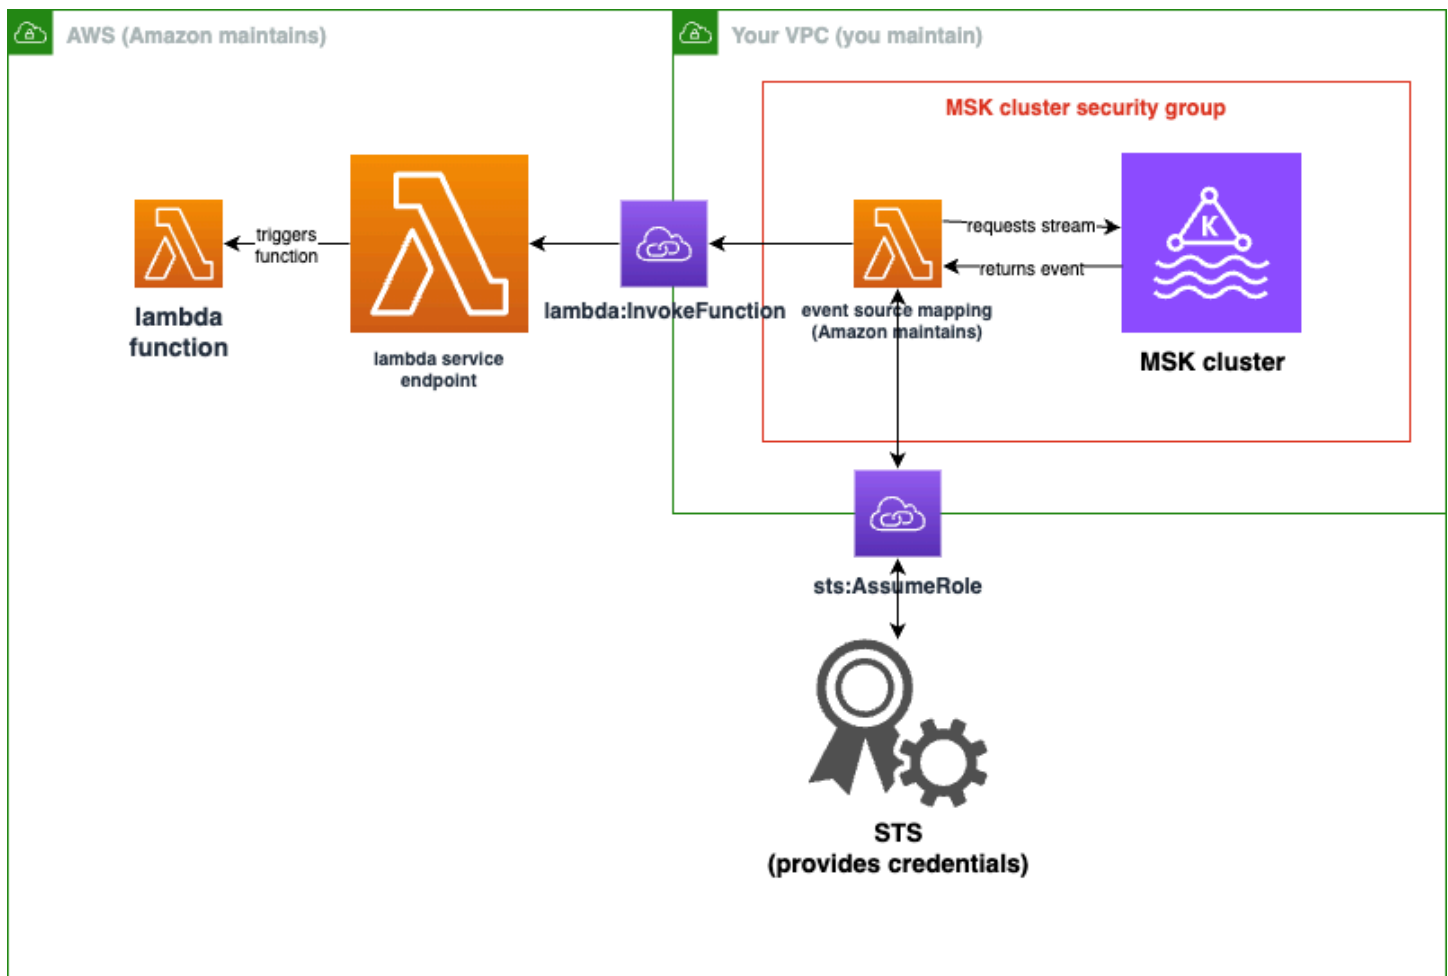 AWS (Amazon maintains)
Your VPC (you maintain)
MSK cluster security group
K
triggers
function
requests stream
returns event
lambda
function
lambda service
endpoint
lambda:InvokeFunction
event source mapping
(Amazon maintains)
MSK cluster
sts:AssumeRole
STS
(provides credentials)